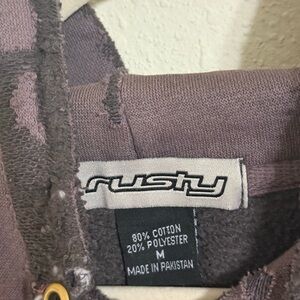 rusty
80% COTTON
20% POLYESTER
M
MADE IN PAKISTAN